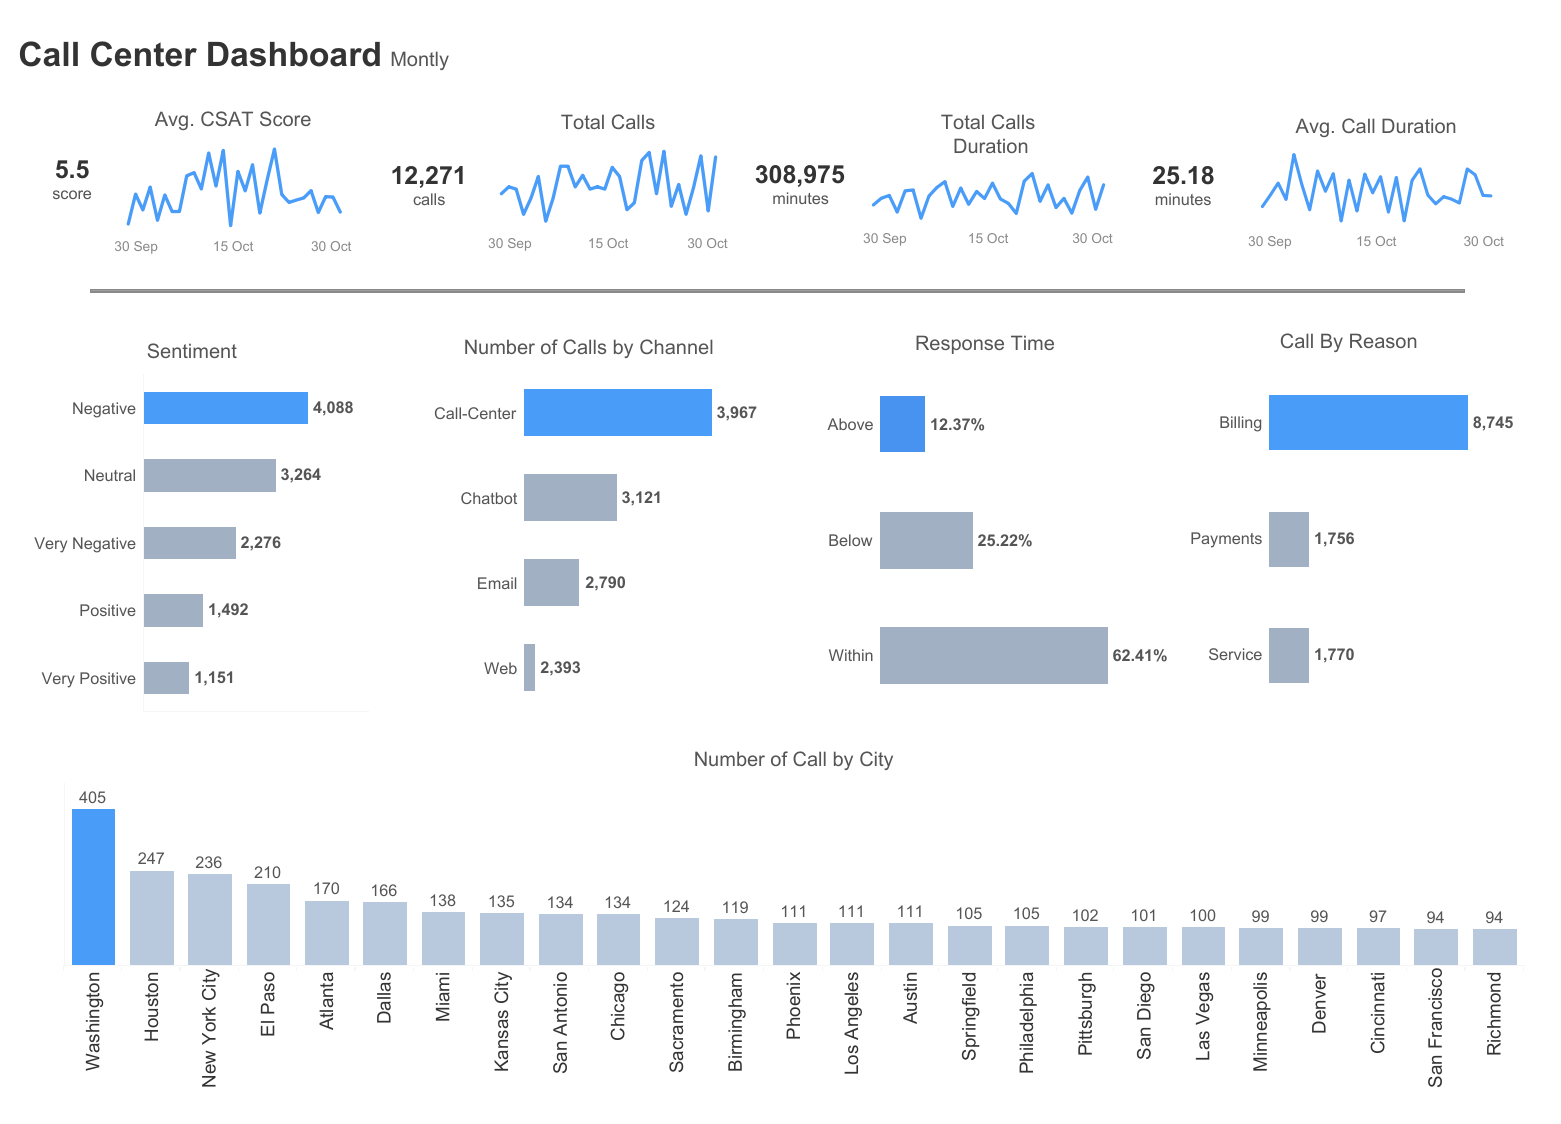 Call Center Dashboard Montly
Avg. CSAT Score
5.5
score
30 Sep 15 Oct 30 Oct
Total Calls
12,271
calls
30 Sep 15 Oct 30 Oct
Total Calls
Duration
308,975
minutes
30 Sep 15 Oct 30 Oct
Avg. Call Duration
25.18
minutes
30 Sep 15 Oct 30 Oct
Sentiment
Negative 4,088
Neutral 3,264
Very Negative 2,276
Positive 1,492
Very Positive 1,151
Number of Calls by Channel
Call-Center 3,967
Chatbot 3,121
Email 2,790
Web 2,393
Response Time
Above 12.37%
Below 25.22%
Within 62.41%
Call By Reason
Billing 8,745
Payments 1,756
Service 1,770
Number of Call by City
405 247 236 210 170 166 138 135 134 134 124 119 111 111 111 105 105 102 101 100 99 99 97 94 94
Washington
Houston
New York City
El Paso
Atlanta
Dallas
Miami
Kansas City
San Antonio
Chicago
Sacramento
Birmingham
Phoenix
Los Angeles
Austin
Springfield
Philadelphia
Pittsburgh
San Diego
Las Vegas
Minneapolis
Denver
Cincinnati
San Francisco
Richmond